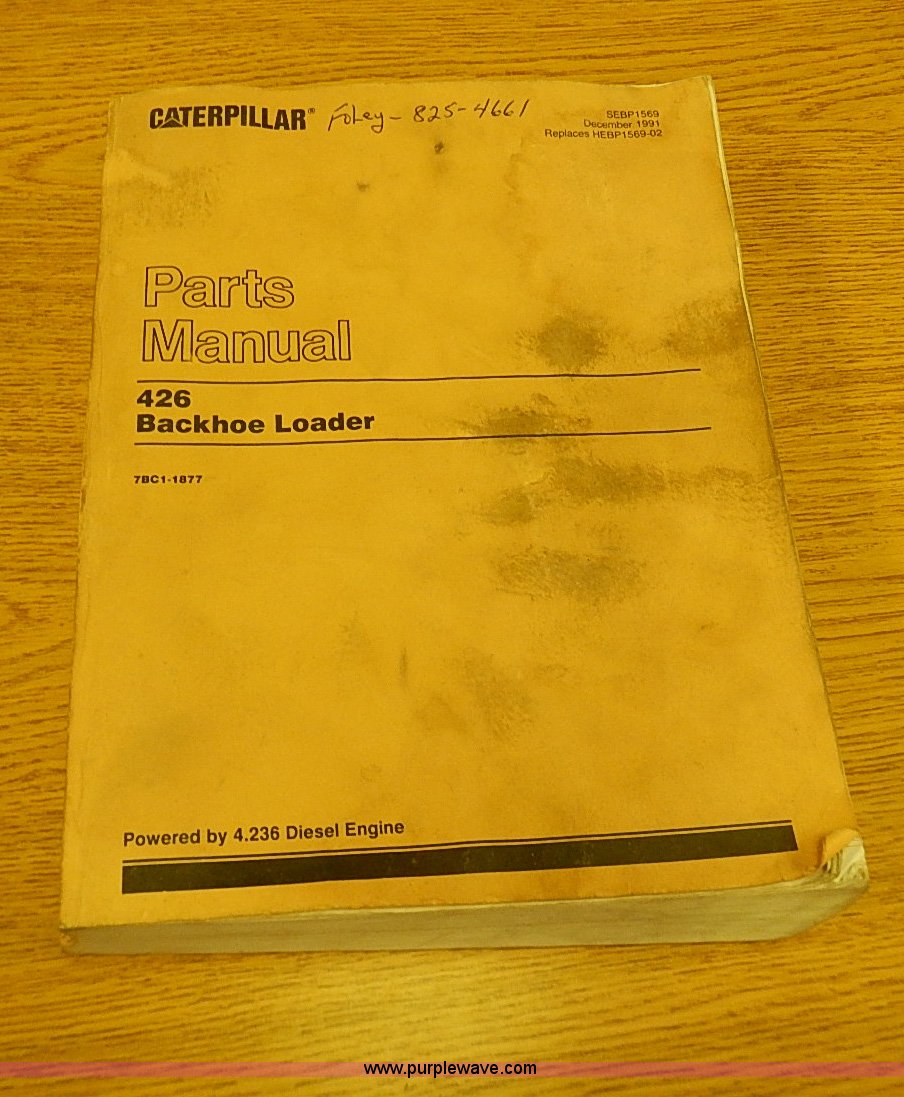 CATERPILLAR® Foley - 825-4661
SEBP1569
December 1991
Replaces HEBP1569-02
Parts
Manual
426
Backhoe Loader
7BC1-1877
Powered by 4.236 Diesel Engine
www.purplewave.com